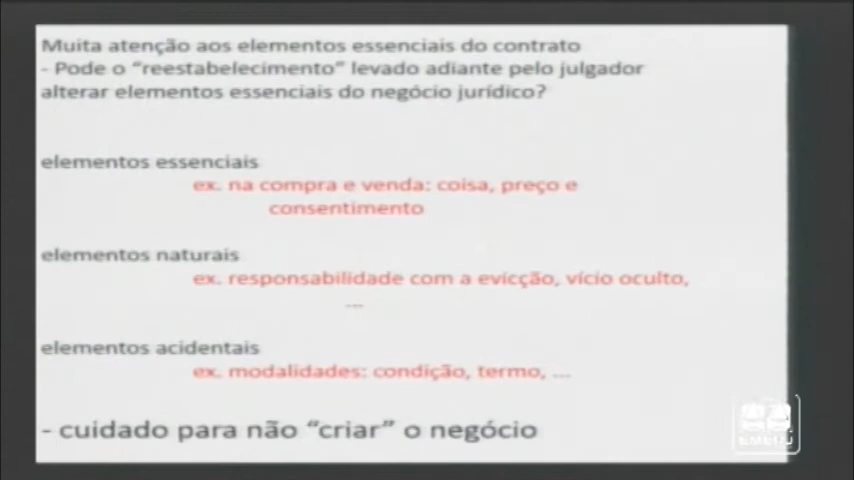 Muita atenção aos elementos essenciais do contrato
- Pode o “reestabelecimento” levado adiante pelo julgador
alterar elementos essenciais do negócio jurídico?
elementos essenciais
ex. na compra e venda: coisa, preço e
consentimento
elementos naturais
ex. responsabilidade com a evicção, vício oculto,
...
elementos acidentais
ex. modalidades: condição, termo, ...
- cuidado para não “criar” o negócio